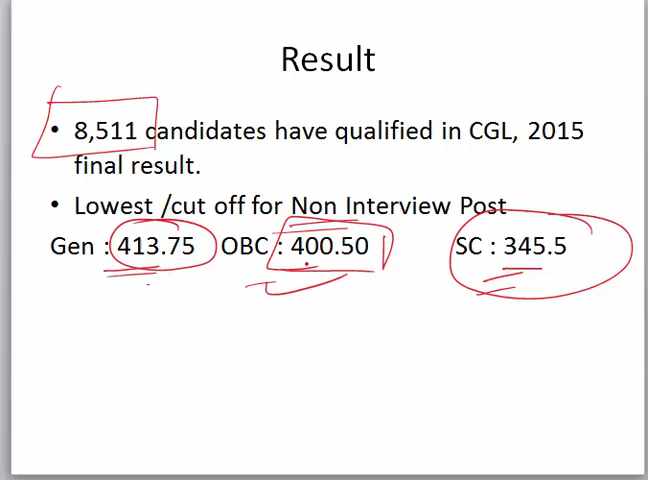 Result
• 8,511 candidates have qualified in CGL, 2015
final result.
• Lowest /cut off for Non Interview Post
Gen : 413.75 OBC : 400.50 SC : 345.5